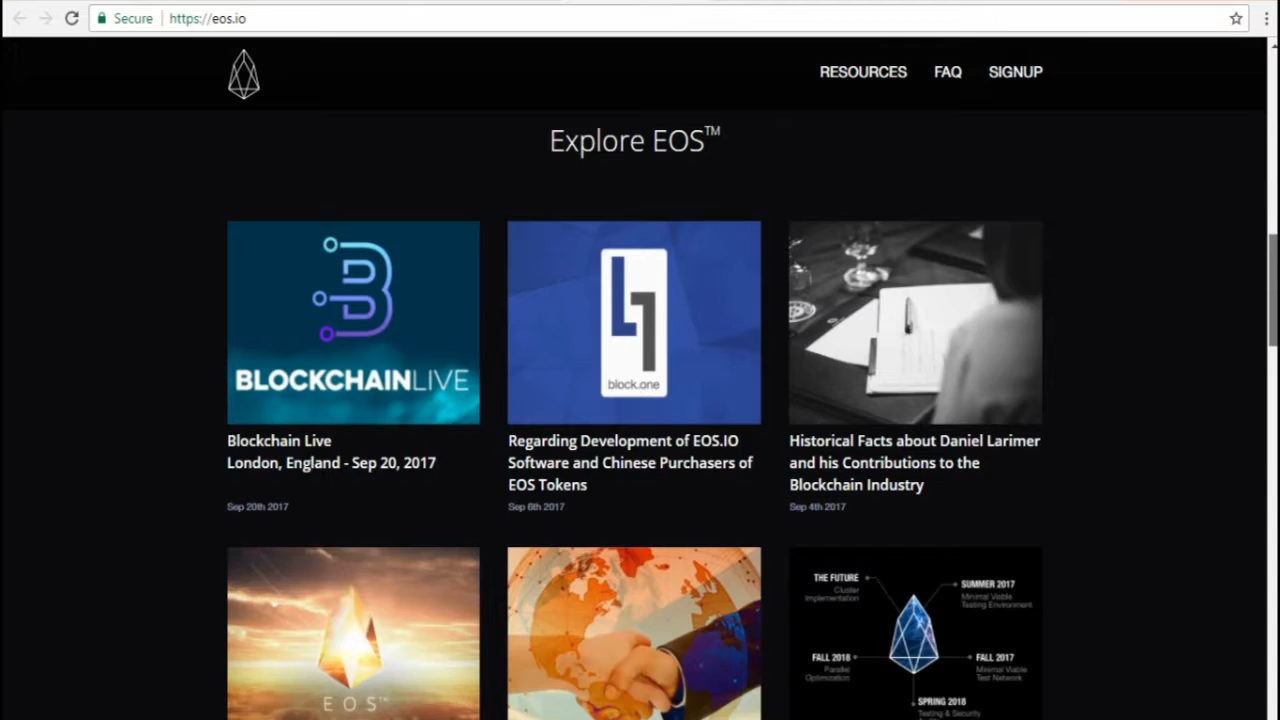 Secure https://eos.io
RESOURCES FAQ SIGNUP
Explore EOS™
BLOCKCHAINLIVE
block.one
Blockchain Live
London, England - Sep 20, 2017
Sep 20th 2017
Regarding Development of EOS.IO
Software and Chinese Purchasers of
EOS Tokens
Sep 6th 2017
Historical Facts about Daniel Larimer
and his Contributions to the
Blockchain Industry
Sep 4th 2017
EOS™
THE FUTURE
Cluster
Implementation
SUMMER 2017
Minimal Viable
Testing Environment
FALL 2018
Parallel
Optimization
FALL 2017
Minimal Viable
Test Network
SPRING 2018
Testing & Security